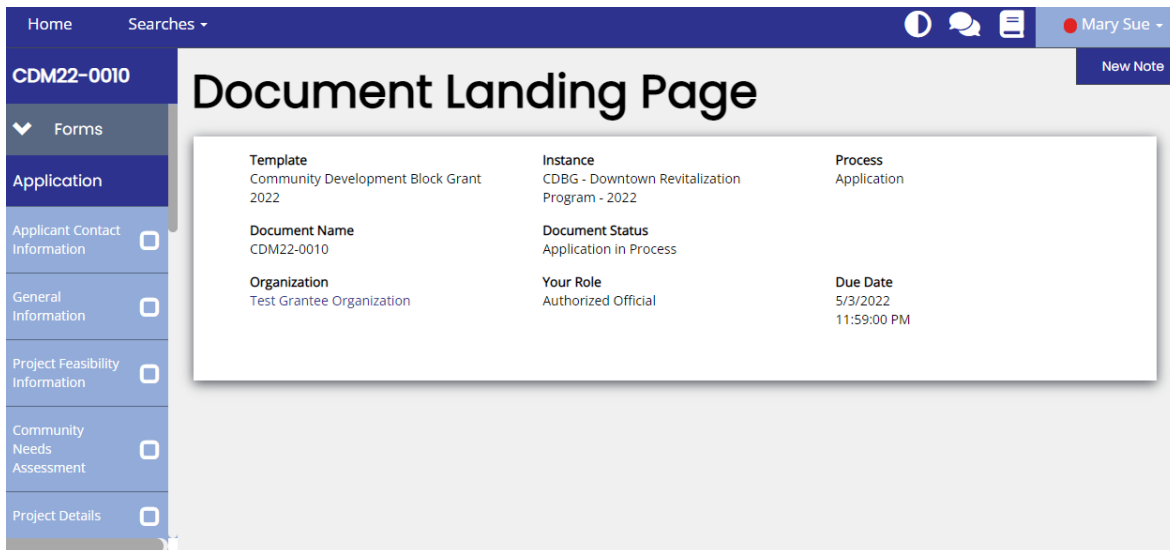 Home Searches Mary Sue
New Note
CDM22-0010
Forms
Application
Applicant Contact
Information
General
Information
Project Feasibility
Information
Community
Needs
Assessment
Project Details
Document Landing Page
Template
Community Development Block Grant
2022
Instance
CDBG - Downtown Revitalization
Program - 2022
Process
Application
Document Name
CDM22-0010
Document Status
Application in Process
Organization
Test Grantee Organization
Your Role
Authorized Official
Due Date
5/3/2022
11:59:00 PM